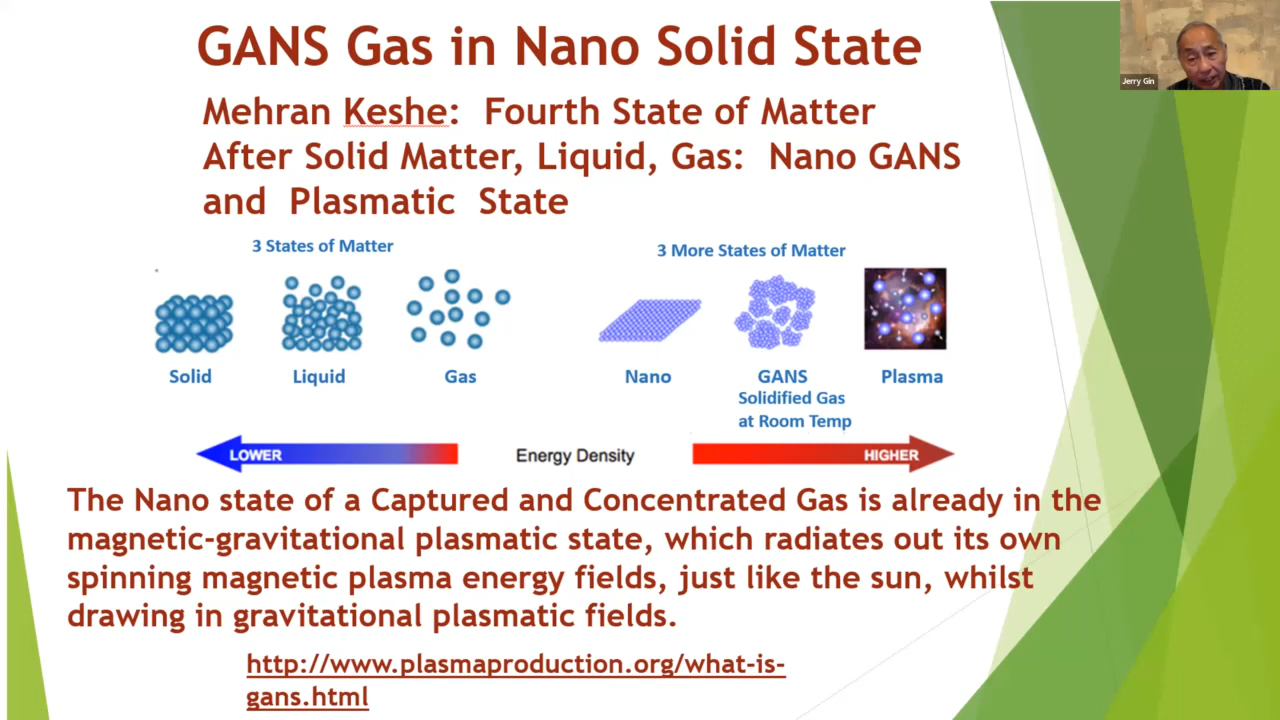 GANS Gas in Nano Solid State
Jerry Gin
Mehran Keshe:  Fourth State of Matter
After Solid Matter, Liquid, Gas:  Nano GANS
and  Plasmatic  State
3 States of Matter
3 More States of Matter
Solid
Liquid
Gas
Nano
GANS
Solidified Gas
at Room Temp
Plasma
LOWER
Energy Density
HIGHER
The Nano state of a Captured and Concentrated Gas is already in the
magnetic-gravitational plasmatic state, which radiates out its own
spinning magnetic plasma energy fields, just like the sun, whilst
drawing in gravitational plasmatic fields.
http://www.plasmaproduction.org/what-is-
gans.html